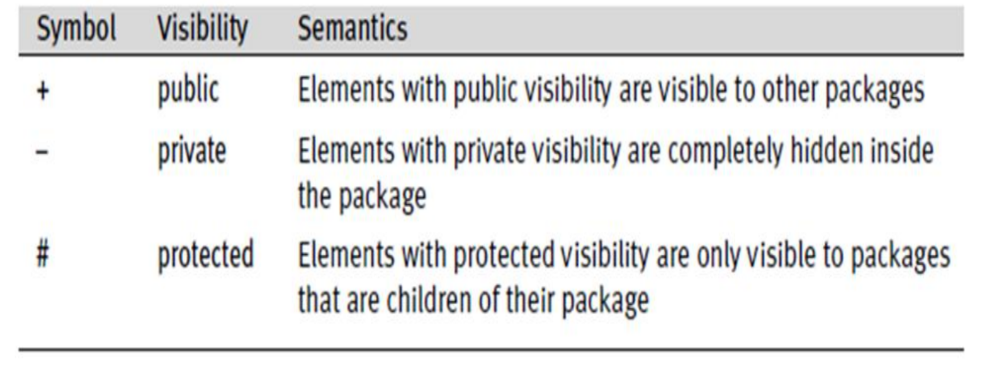 Symbol Visibility Semantics
+ public Elements with public visibility are visible to other packages
– private Elements with private visibility are completely hidden inside
the package
# protected Elements with protected visibility are only visible to packages
that are children of their package